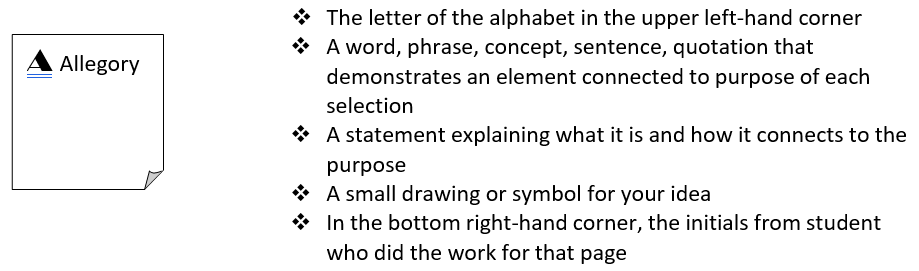 A Allegory
❖ The letter of the alphabet in the upper left-hand corner
❖ A word, phrase, concept, sentence, quotation that
demonstrates an element connected to purpose of each
selection
❖ A statement explaining what it is and how it connects to the
purpose
❖ A small drawing or symbol for your idea
❖ In the bottom right-hand corner, the initials from student
who did the work for that page